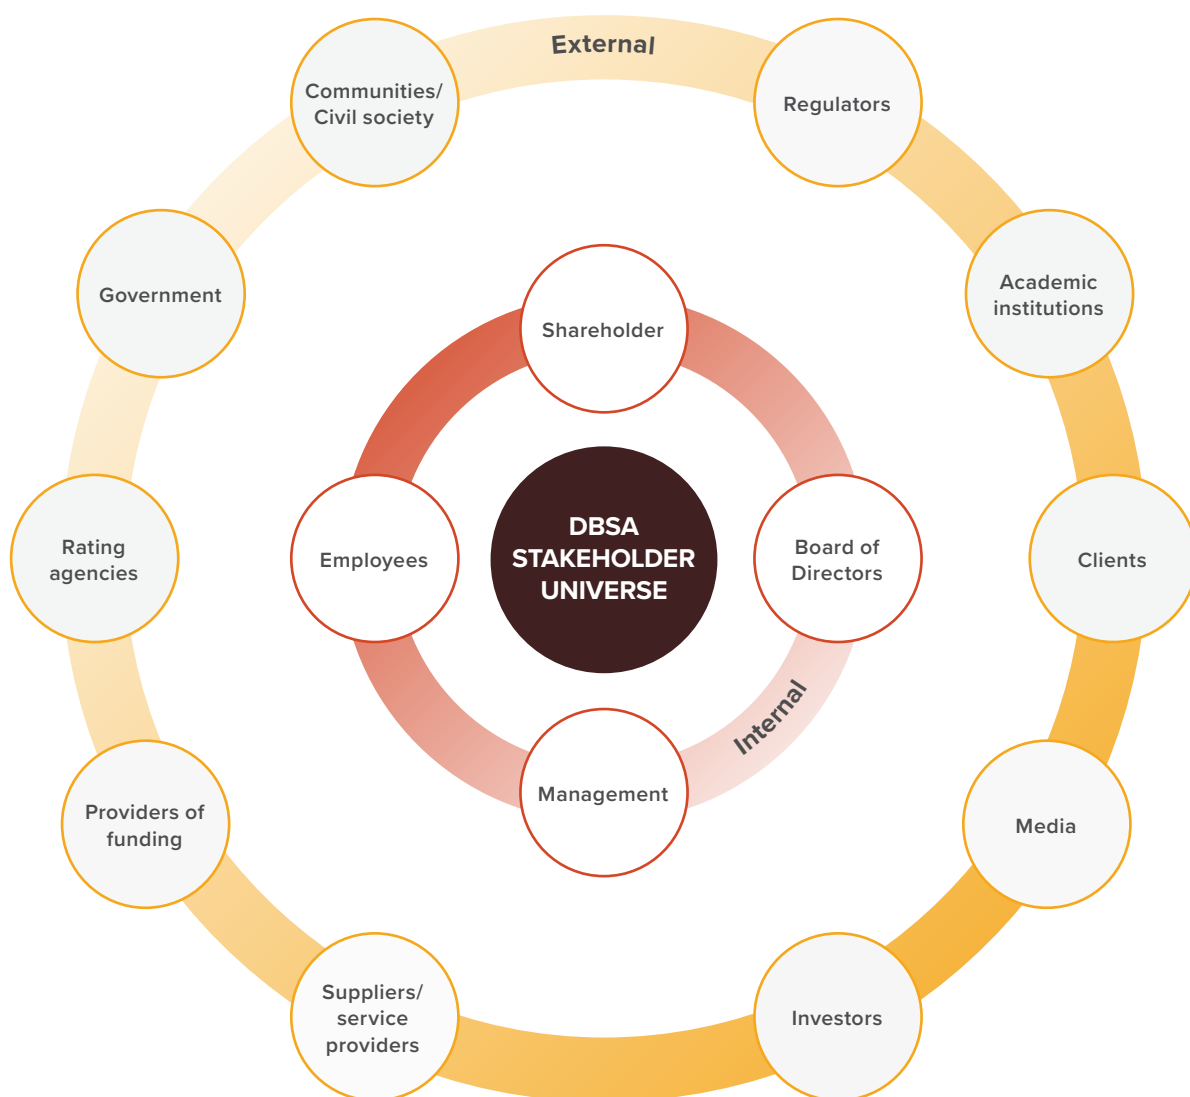 External
Communities/
Civil society
Regulators
Government
Academic
institutions
Shareholder
Rating
agencies
Employees
DBSA
STAKEHOLDER
UNIVERSE
Board of
Directors
Clients
Internal
Management
Providers of
funding
Media
Suppliers/
service
providers
Investors